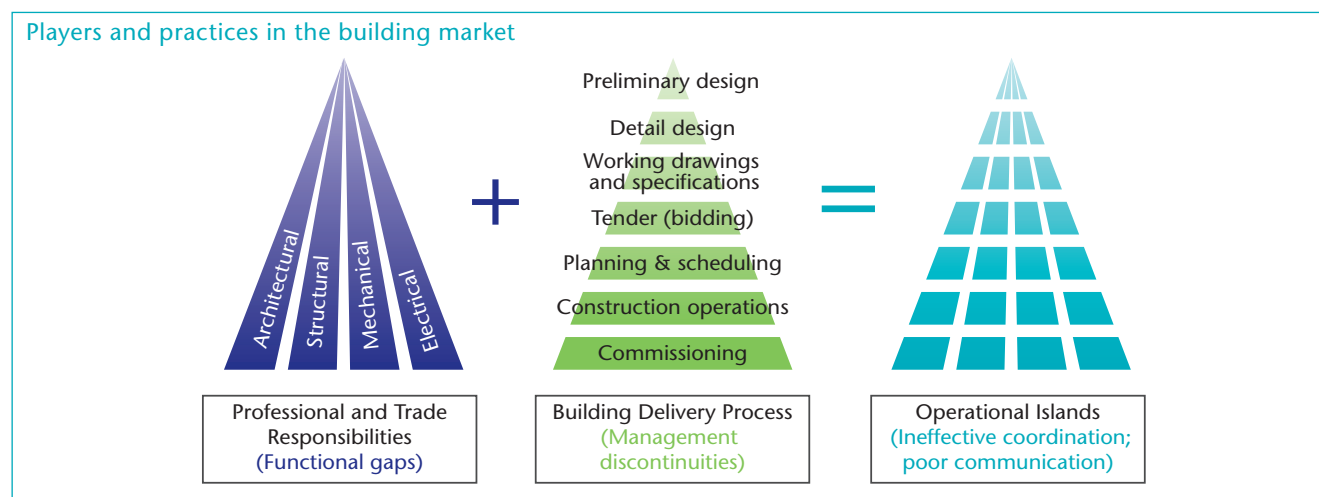 Players and practices in the building market
Architectural
Structural
Mechanical
Electrical
+
Preliminary design
Detail design
Working drawings
and specifications
Tender (bidding)
Planning & scheduling
Construction operations
Commissioning
=
Professional and Trade
Responsibilities
(Functional gaps)
Building Delivery Process
(Management
discontinuities)
Operational Islands
(Ineffective coordination;
poor communication)